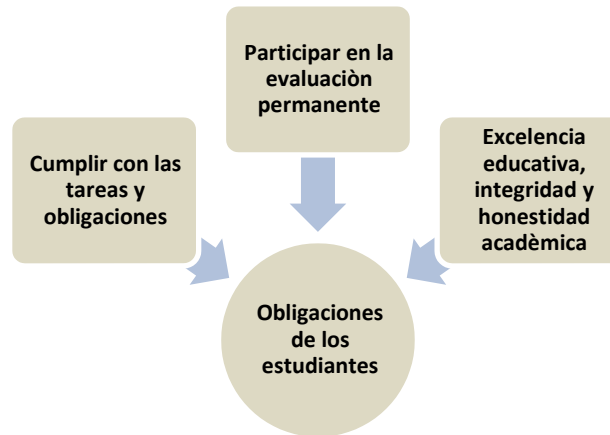 Participar en la
evaluaciòn
permanente
Cumplir con las
tareas y
obligaciones
Excelencia
educativa,
integridad y
honestidad
acadèmica
Obligaciones
de los
estudiantes